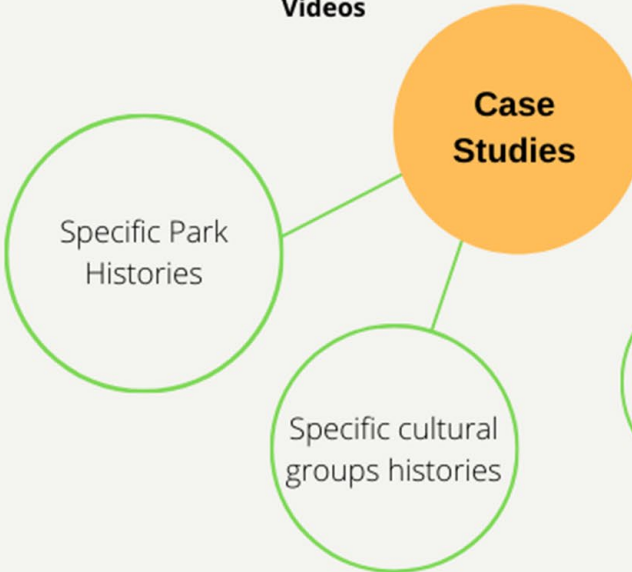 Videos
Case
Studies
Specific Park
Histories
Specific cultural
groups histories